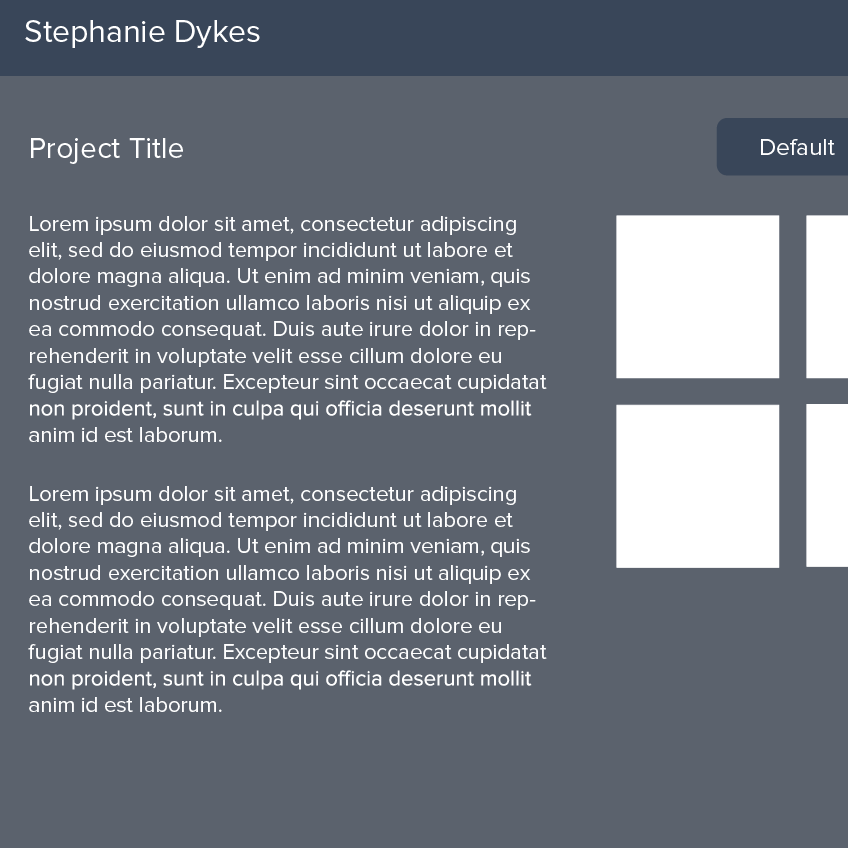 Stephanie Dykes
Project Title
Default
Lorem ipsum dolor sit amet, consectetur adipiscing
elit, sed do eiusmod tempor incididunt ut labore et
dolore magna aliqua. Ut enim ad minim veniam, quis
nostrud exercitation ullamco laboris nisi ut aliquip ex
ea commodo consequat. Duis aute irure dolor in rep-
rehenderit in voluptate velit esse cillum dolore eu
fugiat nulla pariatur. Excepteur sint occaecat cupidatat
non proident, sunt in culpa qui officia deserunt mollit
anim id est laborum.
Lorem ipsum dolor sit amet, consectetur adipiscing
elit, sed do eiusmod tempor incididunt ut labore et
dolore magna aliqua. Ut enim ad minim veniam, quis
nostrud exercitation ullamco laboris nisi ut aliquip ex
ea commodo consequat. Duis aute irure dolor in rep-
rehenderit in voluptate velit esse cillum dolore eu
fugiat nulla pariatur. Excepteur sint occaecat cupidatat
non proident, sunt in culpa qui officia deserunt mollit
anim id est laborum.